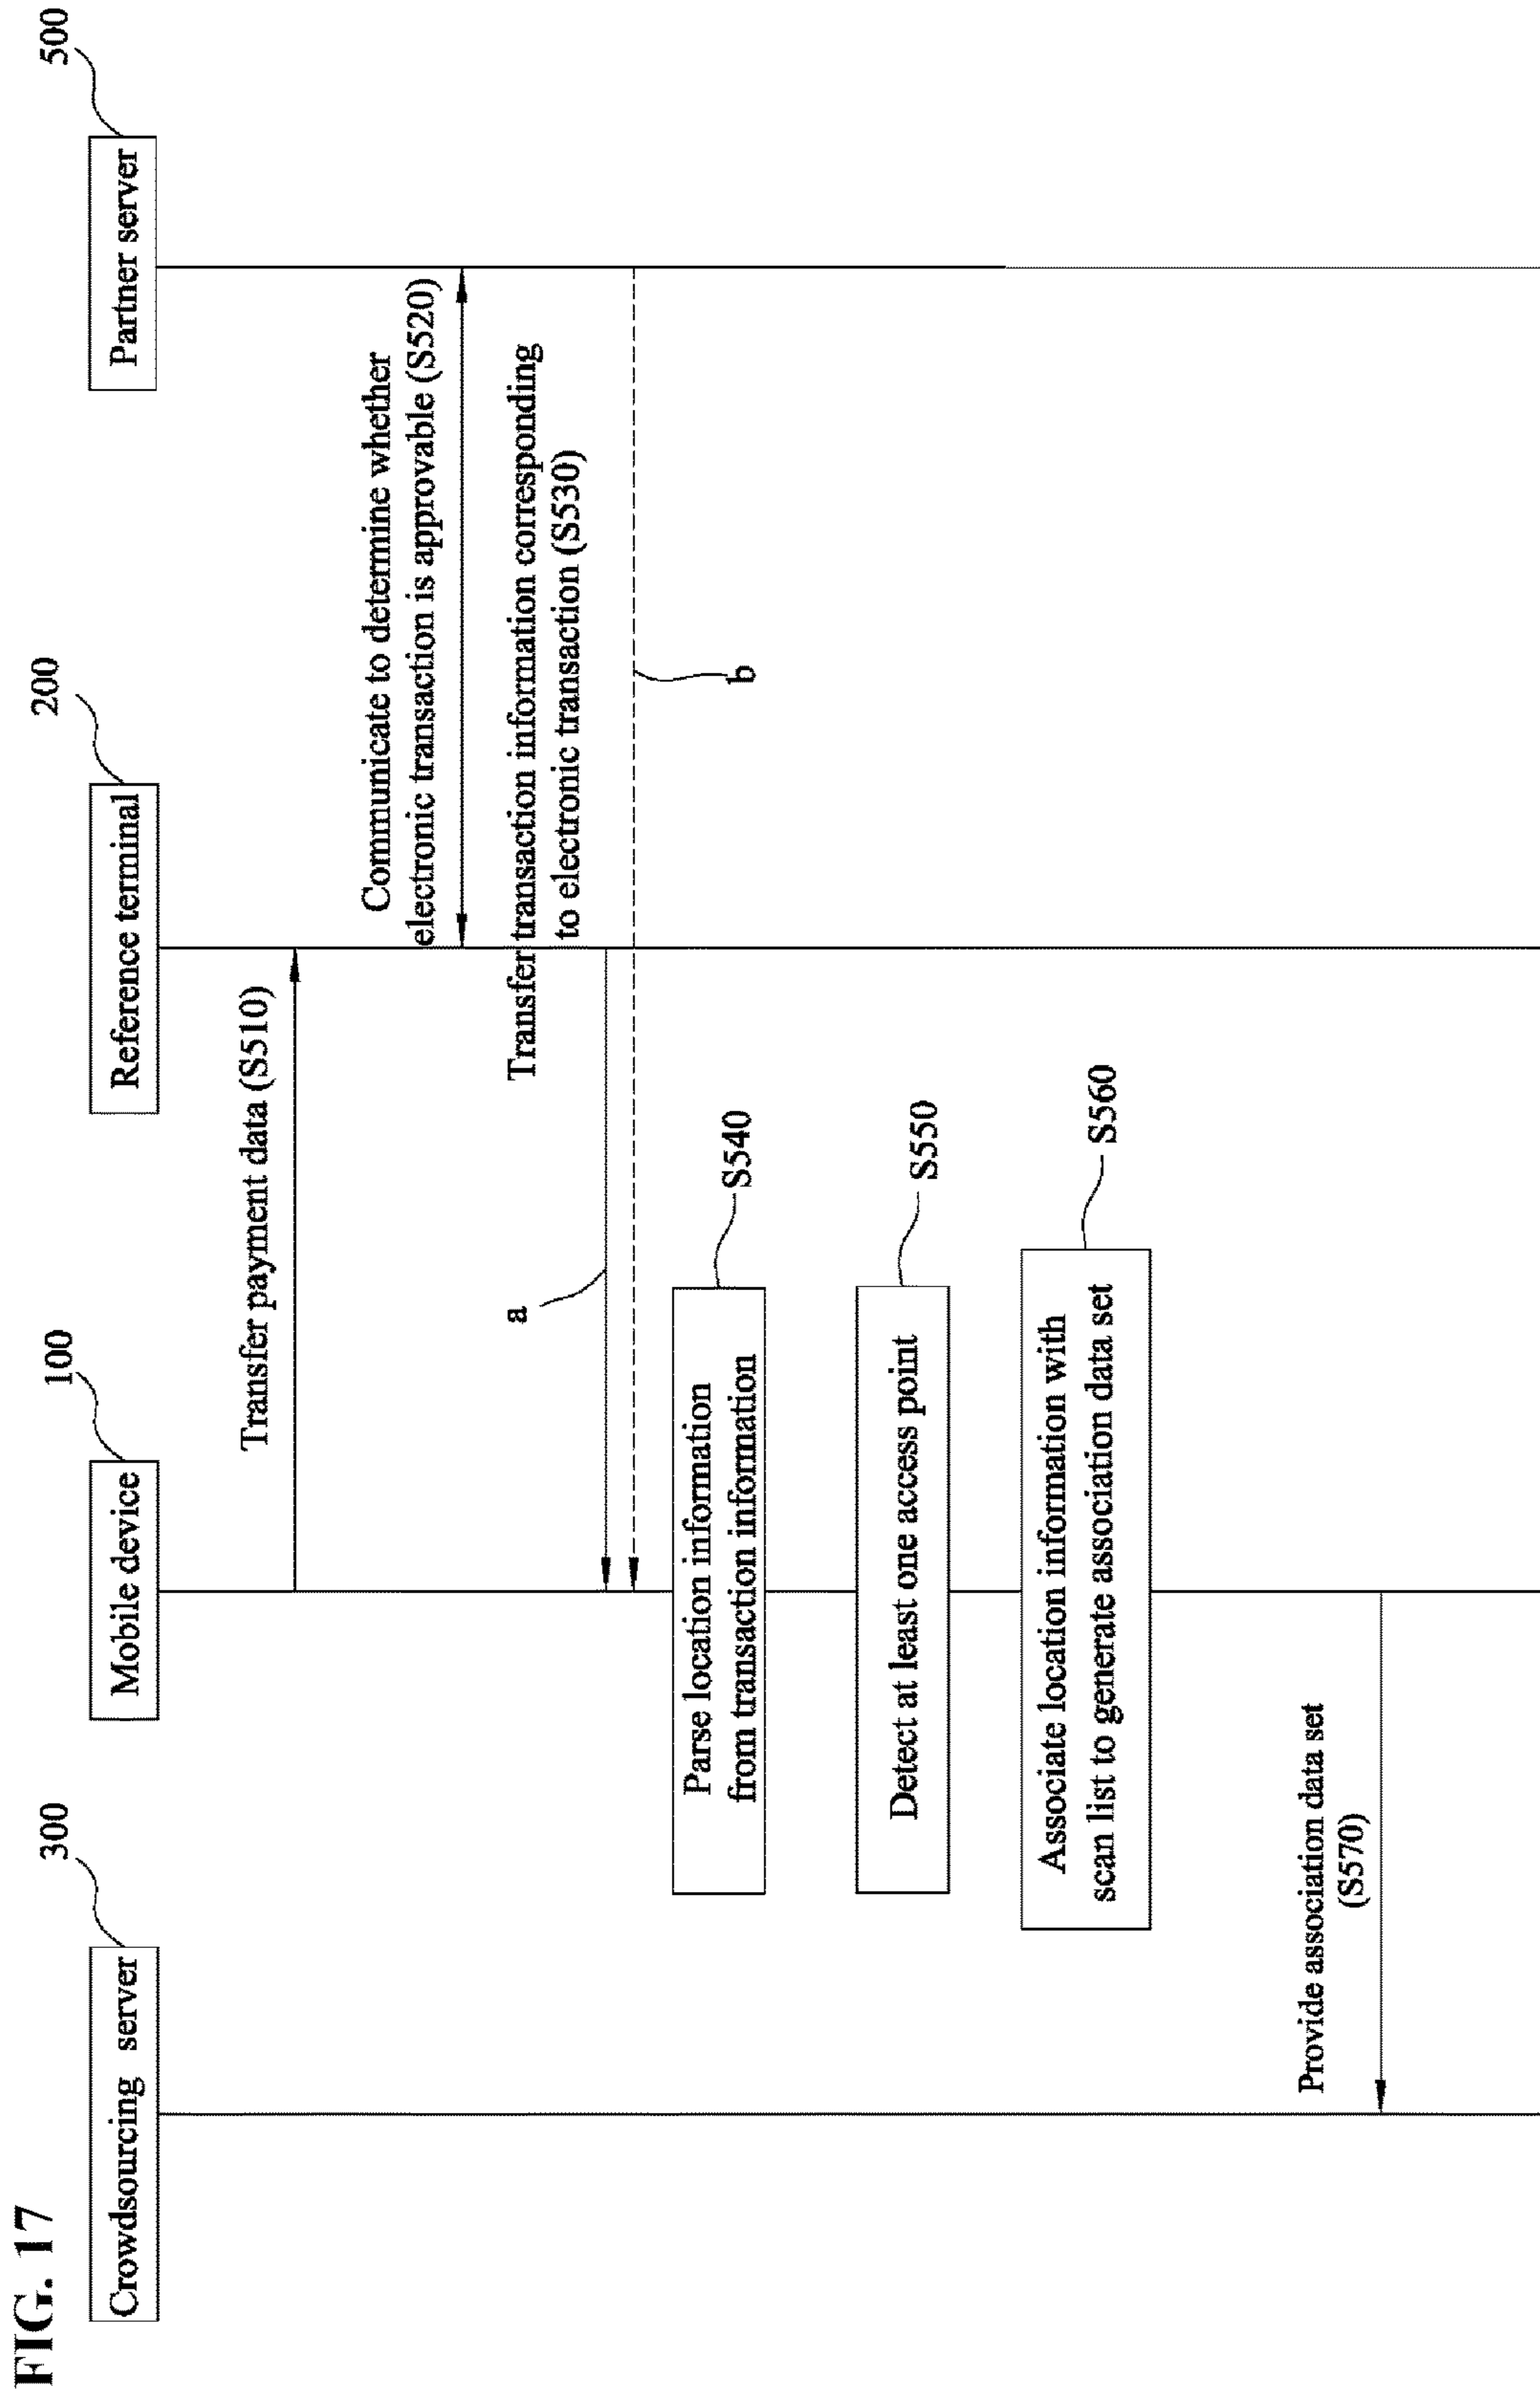 FIG. 17
300
Crowdsourcing server
100
Mobile device
200
Reference terminal
500
Partner server
Transfer payment data (S510)
Communicate to determine whether
electronic transaction is approvable (S520)
Transfer transaction information corresponding
to electronic transaction (S530)
a
b
Parse location information
from transaction information
S540
Detect at least one access point
S550
Associate location information with
scan list to generate association data set
S560
Provide association data set
(S570)